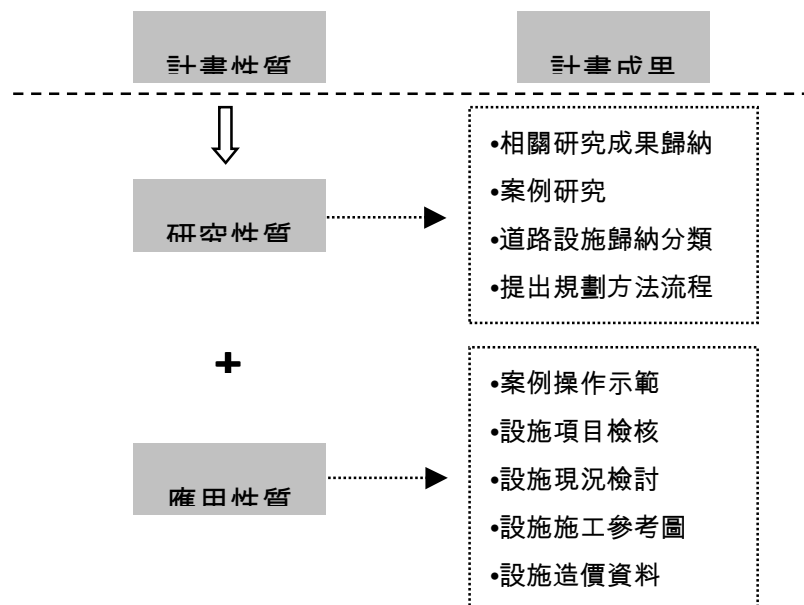 計畫性質
計畫成果
研究性質
•相關研究成果歸納
•案例研究
•道路設施歸納分類
•提出規劃方法流程
+
應用性質
•案例操作示範
•設施項目檢核
•設施現況檢討
•設施施工參考圖
•設施造價資料